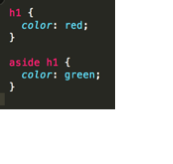 h1 {
  color: red;
}

aside h1 {
  color: green;
}